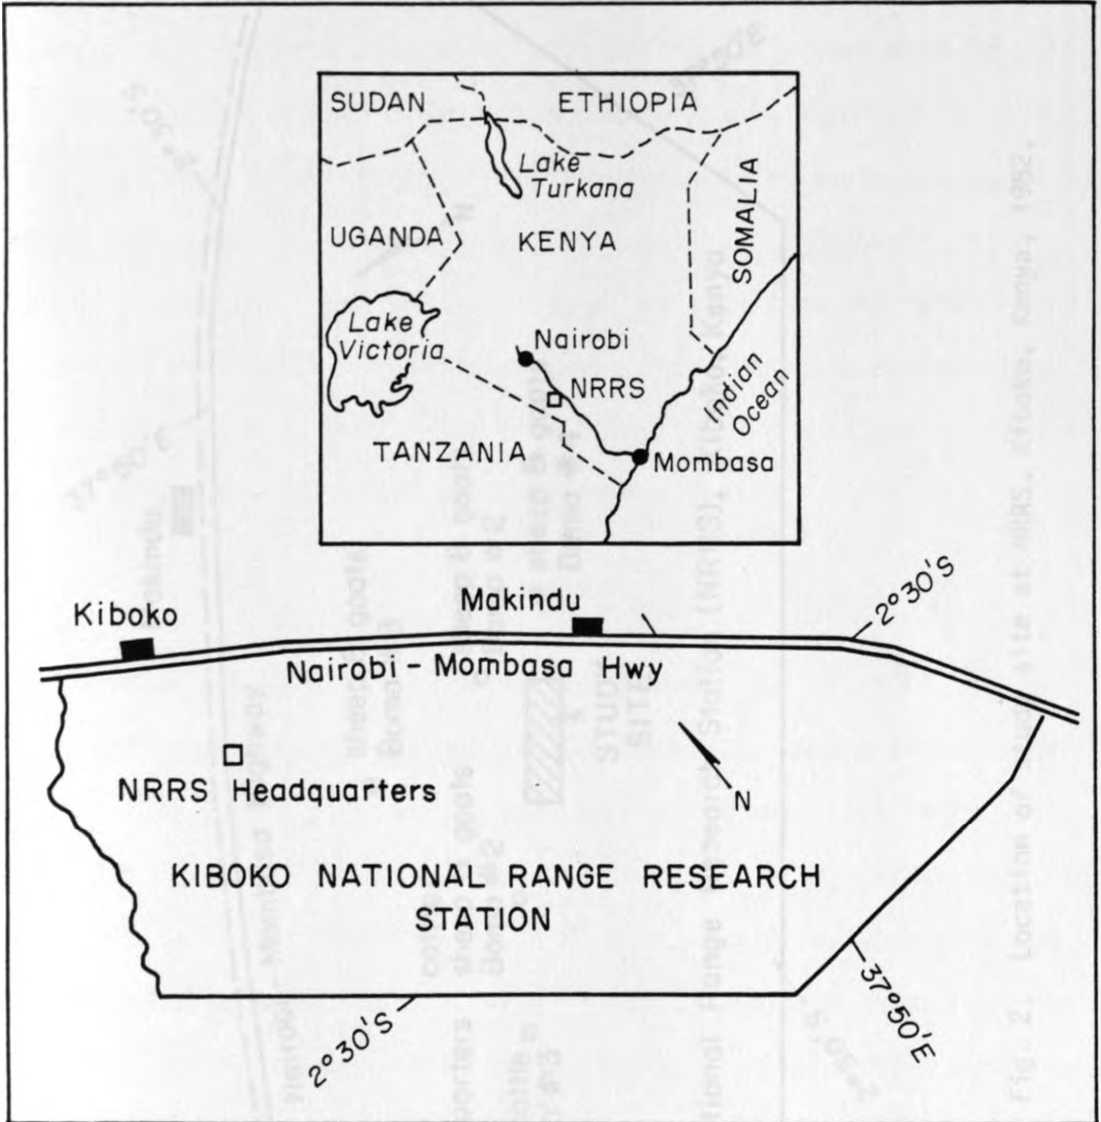 SUDAN
ETHIOPIA
Lake
Turkana
SOMALIA
UGANDA
KENYA
Lake
Victoria
Nairobi
NRRS
Indian
Ocean
TANZANIA
Mombasa
Kiboko
Makindu
2°30'S
Nairobi - Mombasa Hwy
NRRS Headquarters
N
KIBOKO NATIONAL RANGE RESEARCH
STATION
2°30'S
37°50'E